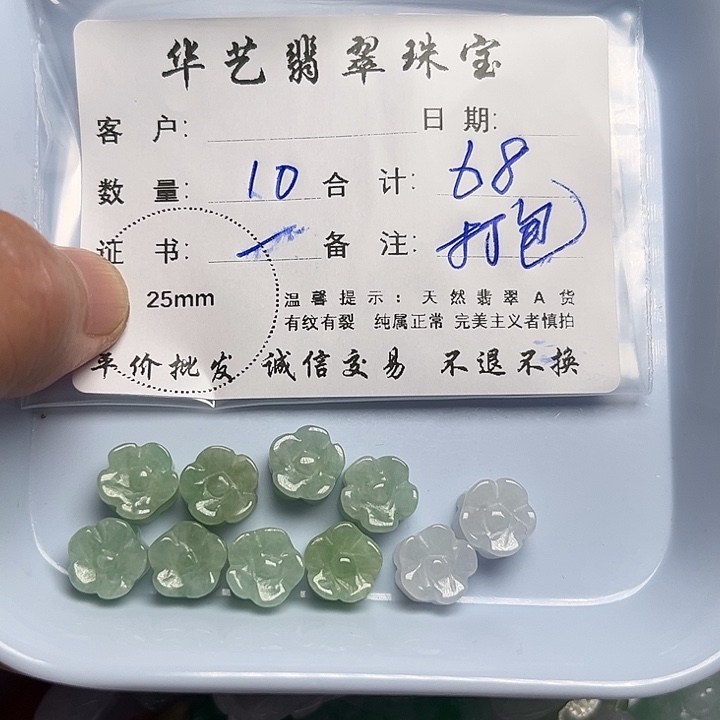 华艺翡翠珠宝
客 户: 日 期:
数 量: 10 合 计: 68
证 书: 备 注: 打包
25mm
温馨提示：天然翡翠A货
有纹有裂 纯属正常 完美主义者慎拍
平价批发 诚信交易 不退不换